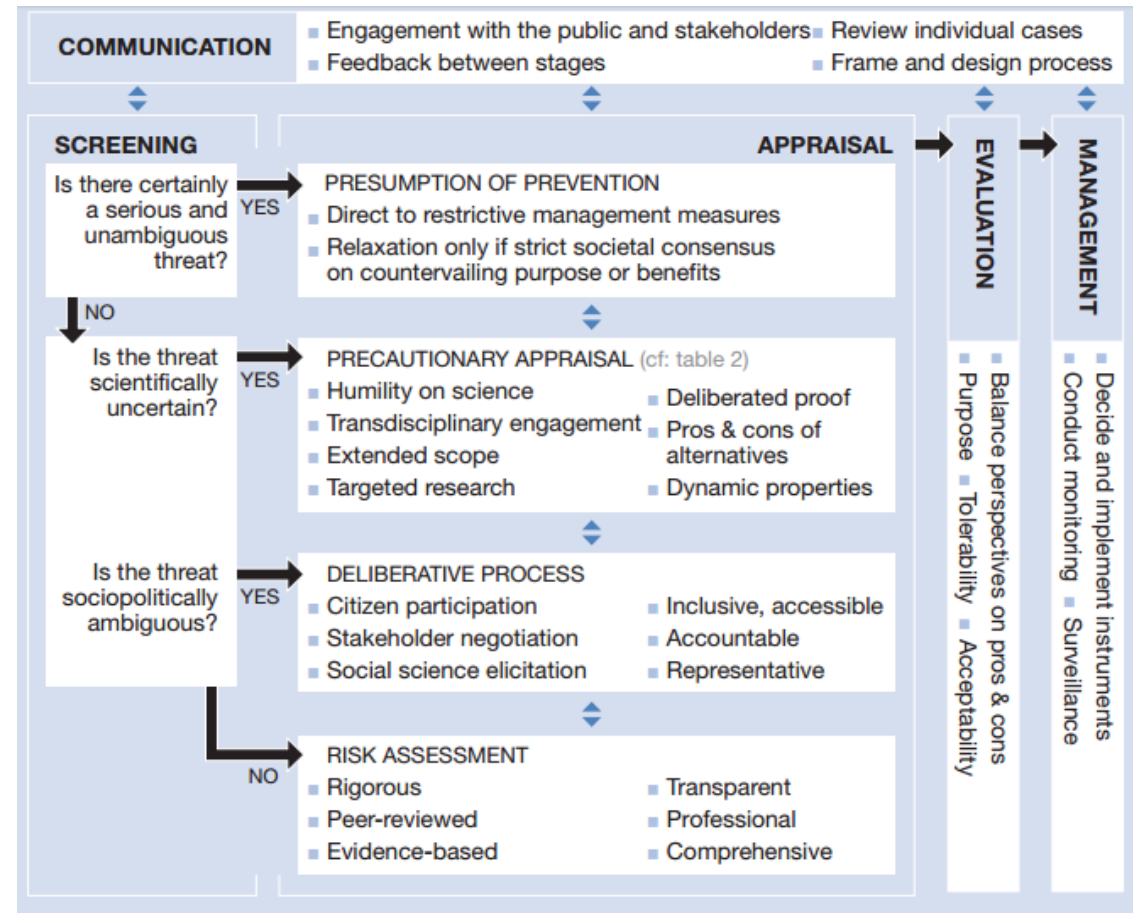 COMMUNICATION
■ Engagement with the public and stakeholders ■ Review individual cases
■ Feedback between stages ■ Frame and design process
SCREENING
Is there certainly
a serious and
unambiguous
threat?
YES
NO
Is the threat
scientifically
uncertain?
YES
Is the threat
sociopolitically
ambiguous?
YES
NO
APPRAISAL
PRESUMPTION OF PREVENTION
■ Direct to restrictive management measures
■ Relaxation only if strict societal consensus
on countervailing purpose or benefits
PRECAUTIONARY APPRAISAL (cf: table 2)
■ Humility on science
■ Transdisciplinary engagement
■ Extended scope
■ Targeted research
■ Deliberated proof
■ Pros & cons of
alternatives
■ Dynamic properties
DELIBERATIVE PROCESS
■ Citizen participation
■ Stakeholder negotiation
■ Social science elicitation
■ Inclusive, accessible
■ Accountable
■ Representative
RISK ASSESSMENT
■ Rigorous
■ Peer-reviewed
■ Evidence-based
■ Transparent
■ Professional
■ Comprehensive
EVALUATION
■ Balance perspectives on pros & cons
■ Purpose ■ Tolerability ■ Acceptability
MANAGEMENT
■ Decide and implement instruments
■ Conduct monitoring ■ Surveillance